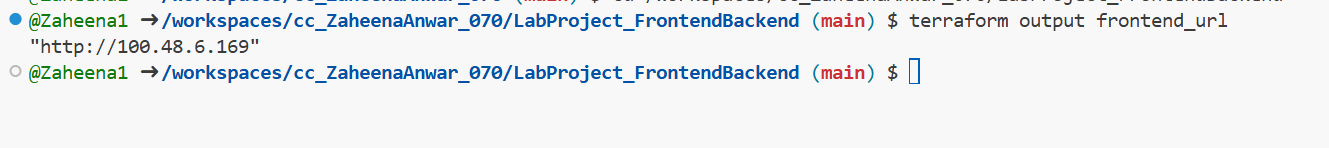 @Zaheena1 ➜/workspaces/cc_ZaheenaAnwar_070/LabProject_FrontendBackend (main) $ terraform output frontend_url
"http://100.48.6.169"
@Zaheena1 ➜/workspaces/cc_ZaheenaAnwar_070/LabProject_FrontendBackend (main) $